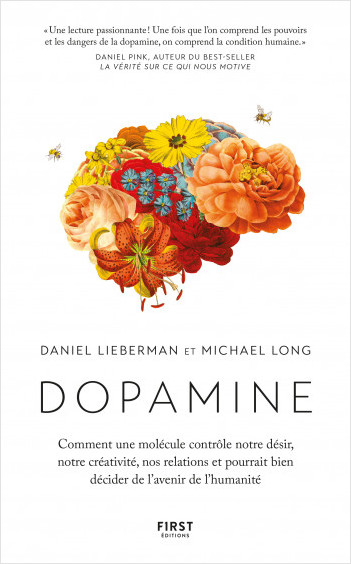 « Une lecture passionnante ! Une fois que l’on comprend les pouvoirs
et les dangers de la dopamine, on comprend la condition humaine. »
DANIEL PINK, AUTEUR DU BEST-SELLER
LA VÉRITÉ SUR CE QUI NOUS MOTIVE
DANIEL LIEBERMAN ET MICHAEL LONG
DOPAMINE
Comment une molécule contrôle notre désir,
notre créativité, nos relations et pourrait bien
décider de l’avenir de l’humanité
FIRST
ÉDITIONS